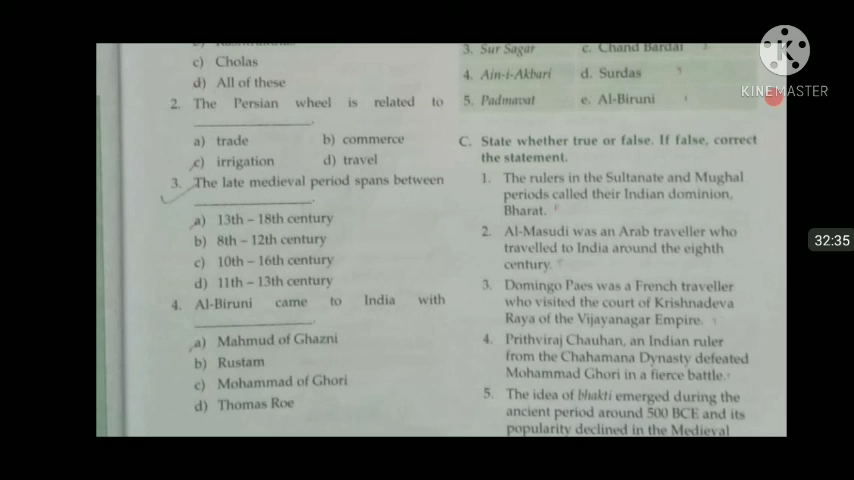 c) Cholas
d) All of these
2. The Persian wheel is related to
____________.
a) trade b) commerce
c) irrigation d) travel
3. The late medieval period spans between
____________.
a) 13th – 18th century
b) 8th – 12th century
c) 10th – 16th century
d) 11th – 13th century
4. Al-Biruni came to India with
____________.
a) Mahmud of Ghazni
b) Rustam
c) Mohammad of Ghori
d) Thomas Roe
3. Sur Sagar c. Chand Bardai
4. Ain-i-Akbari d. Surdas
5. Padmavat e. Al-Biruni
C. State whether true or false. If false, correct
the statement.
1. The rulers in the Sultanate and Mughal
periods called their Indian dominion,
Bharat.
2. Al-Masudi was an Arab traveller who
travelled to India around the eighth
century.
3. Domingo Paes was a French traveller
who visited the court of Krishnadeva
Raya of the Vijayanagar Empire.
4. Prithviraj Chauhan, an Indian ruler
from the Chahamana Dynasty defeated
Mohammad Ghori in a fierce battle.
5. The idea of bhakti emerged during the
ancient period around 500 BCE and its
popularity declined in the Medieval
K
KINEMASTER
32:35